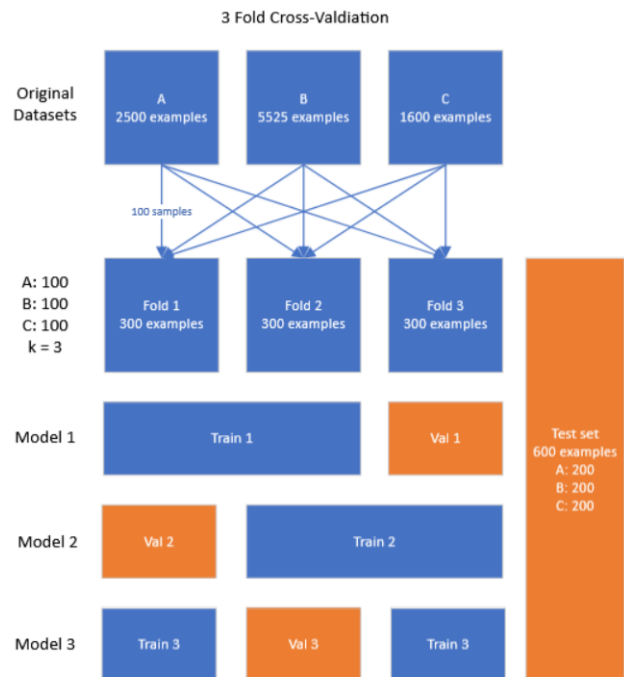 3 Fold Cross-Valdiation
Original
Datasets
A
2500 examples
B
5525 examples
C
1600 examples
100 samples
A: 100
B: 100
C: 100
k = 3
Fold 1
300 examples
Fold 2
300 examples
Fold 3
300 examples
Test set
600 examples
A: 200
B: 200
C: 200
Model 1
Train 1
Val 1
Model 2
Val 2
Train 2
Model 3
Train 3
Val 3
Train 3